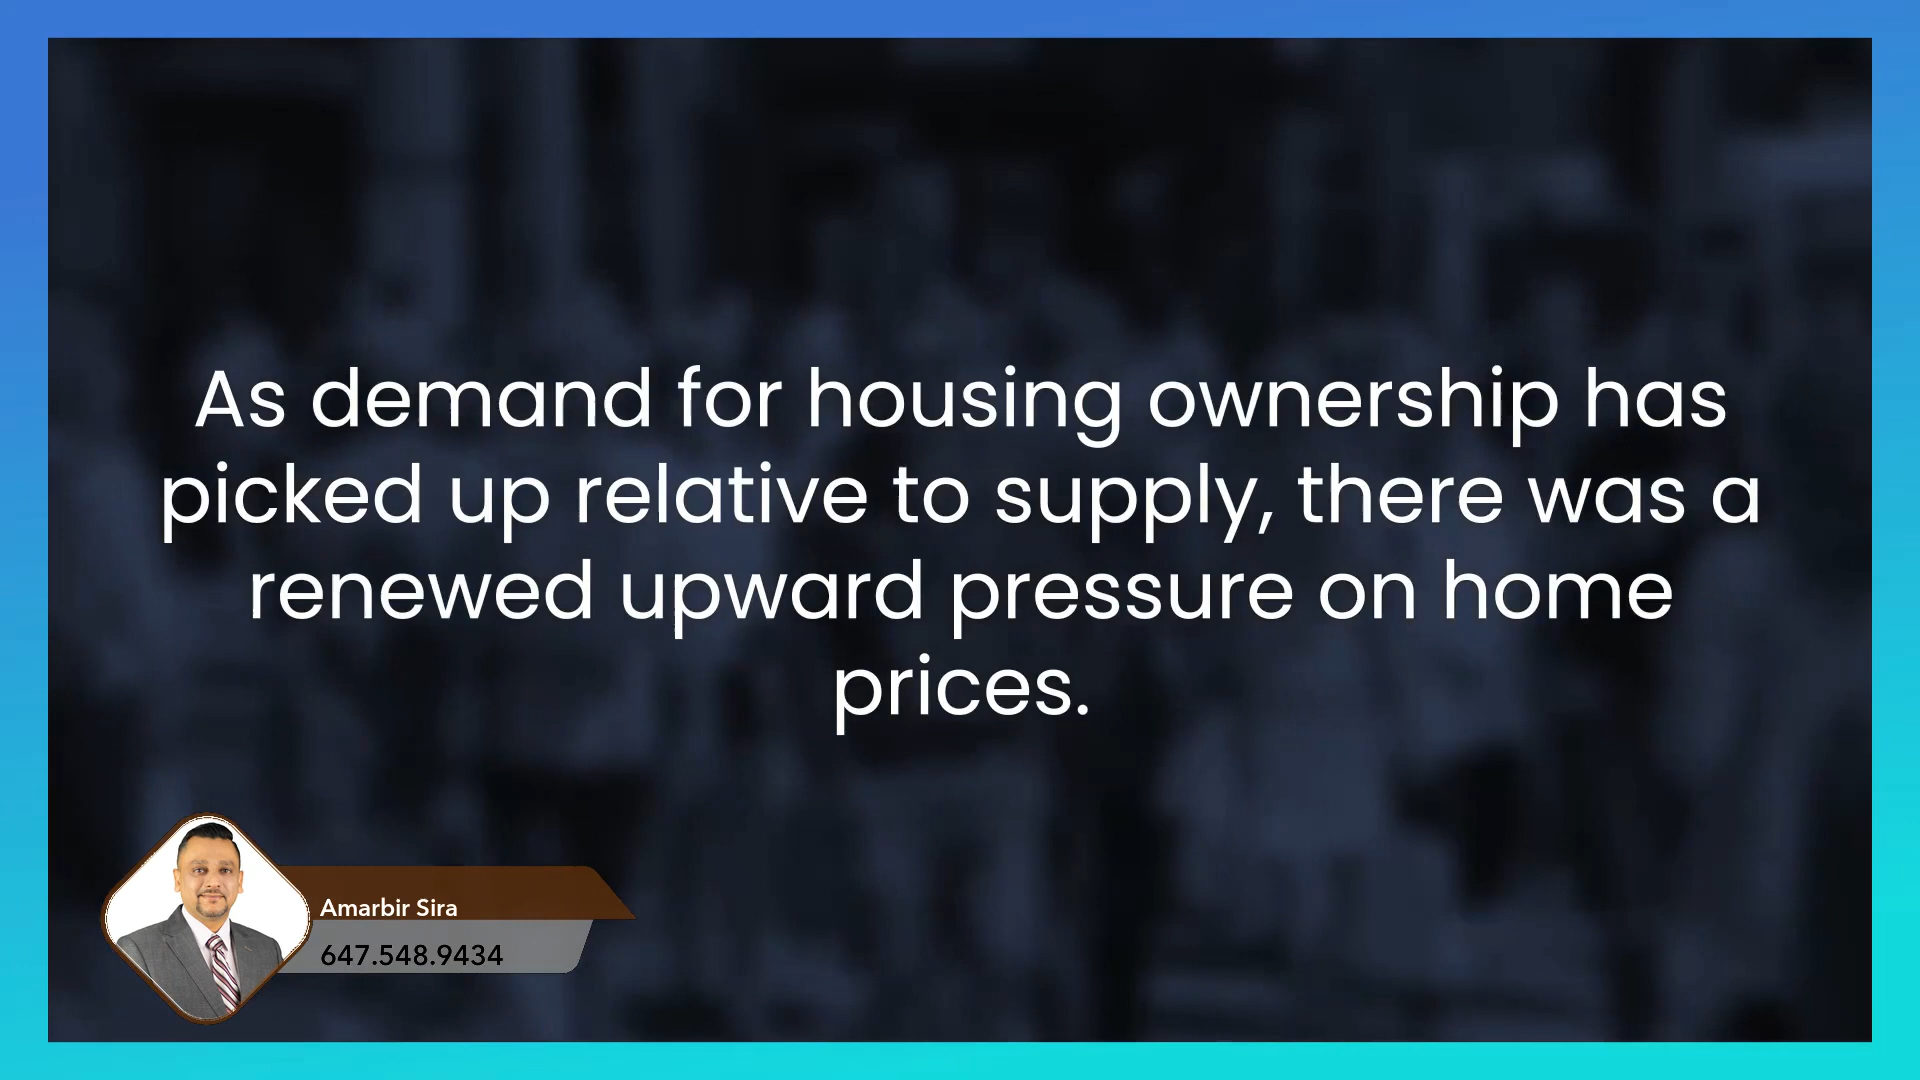 As demand for housing ownership has
picked up relative to supply, there was a
renewed upward pressure on home
prices.
Amarbir Sira
647.548.9434